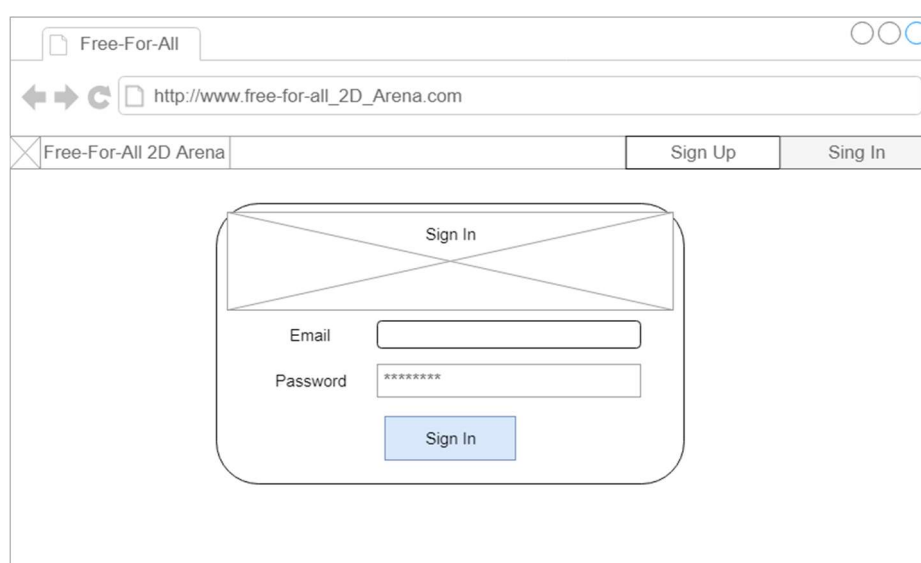 Free-For-All
http://www.free-for-all_2D_Arena.com
Free-For-All 2D Arena Sign Up Sing In
Sign In
Email
Password ********
Sign In